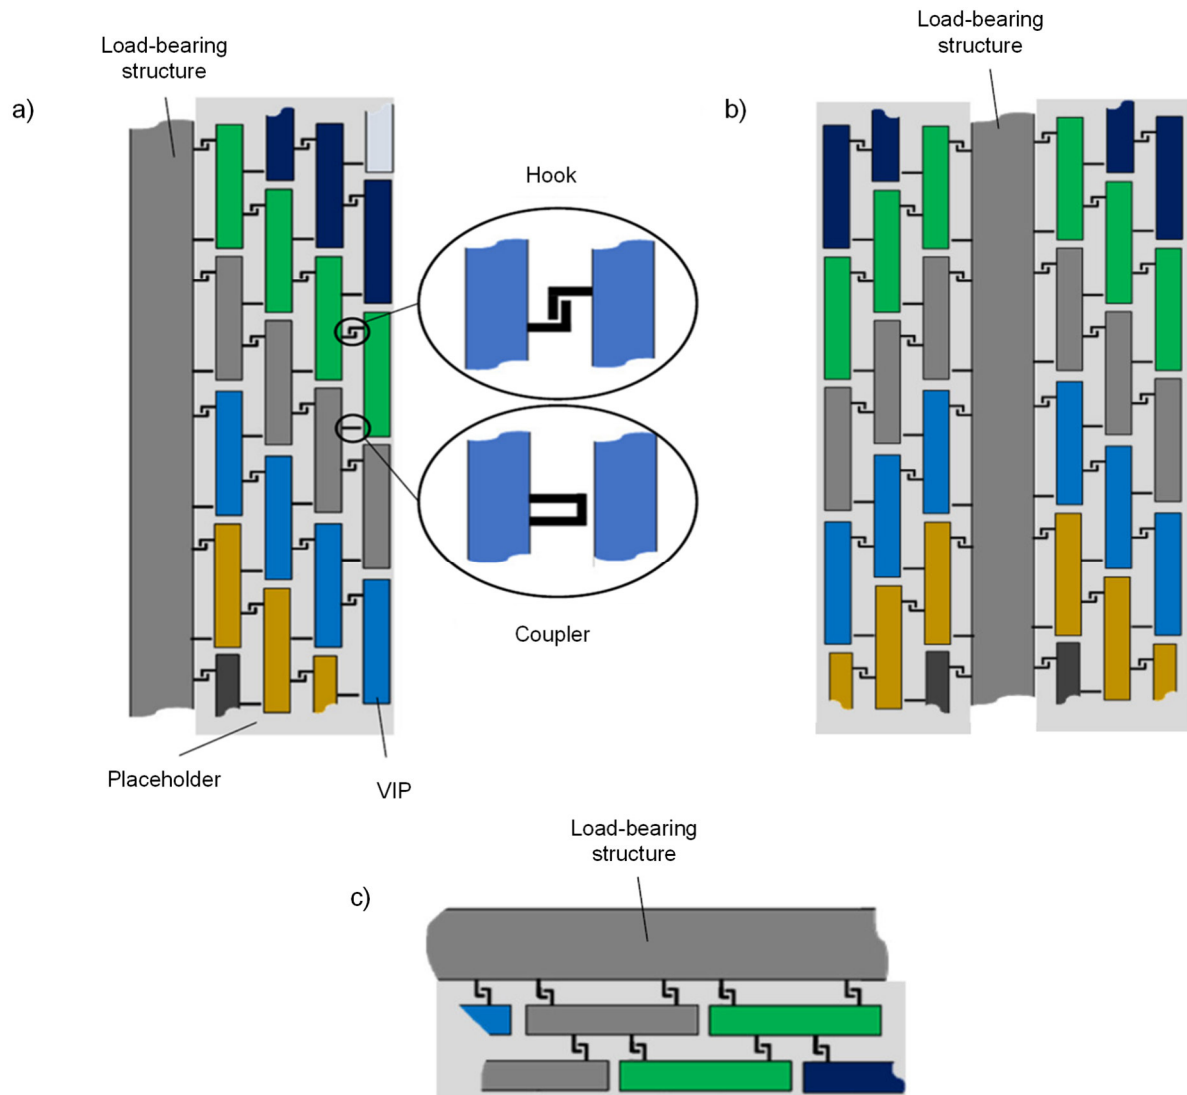 Load-bearing
structure
a)
Hook
Coupler
Placeholder
VIP
Load-bearing
structure
b)
Load-bearing
structure
c)